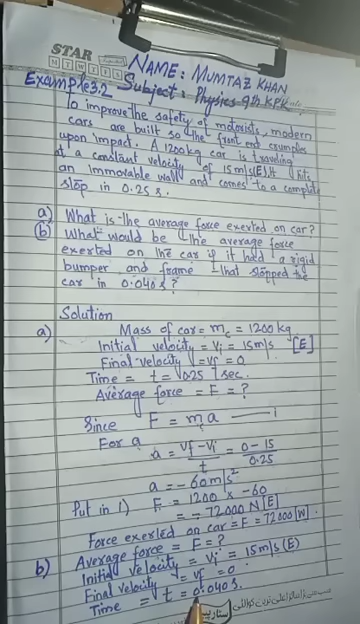 STAR
M T W T F S
NAME: MUMTAZ KHAN
Example 3.2 Subject: Physics 9th KPK
To improve the safety of motorists, modern
cars are built so the front end crumples
upon impact. A 1200kg car is traveling
at a constant velocity of 15m/s[E]. It hits
an immovable wall and comes to a complete
stop in 0.25 s.
a) What is the average force exerted on car?
b) What would be the average force
exerted on the car if it had a rigid
bumper and frame that stopped the
car in 0.040s?
Solution
a) Mass of car = mc = 1200 kg
Initial velocity = Vi = 15m/s [E]
Final velocity = vf = 0
Time = t = 0.25 sec.
Average force = F = ?
Since F = ma — i
For a
a = Vf - Vi / t = 0-15 / 0.25
a = -60m/s²
Put in 1) F = 1200 x -60
= -72000 N [E]
Force exerted on car = F = 72000 [W].
b) Average force = F = ?
Initial velocity = Vi = 15m/s (E)
Final velocity = vf = 0
Time = t = 0.040s.